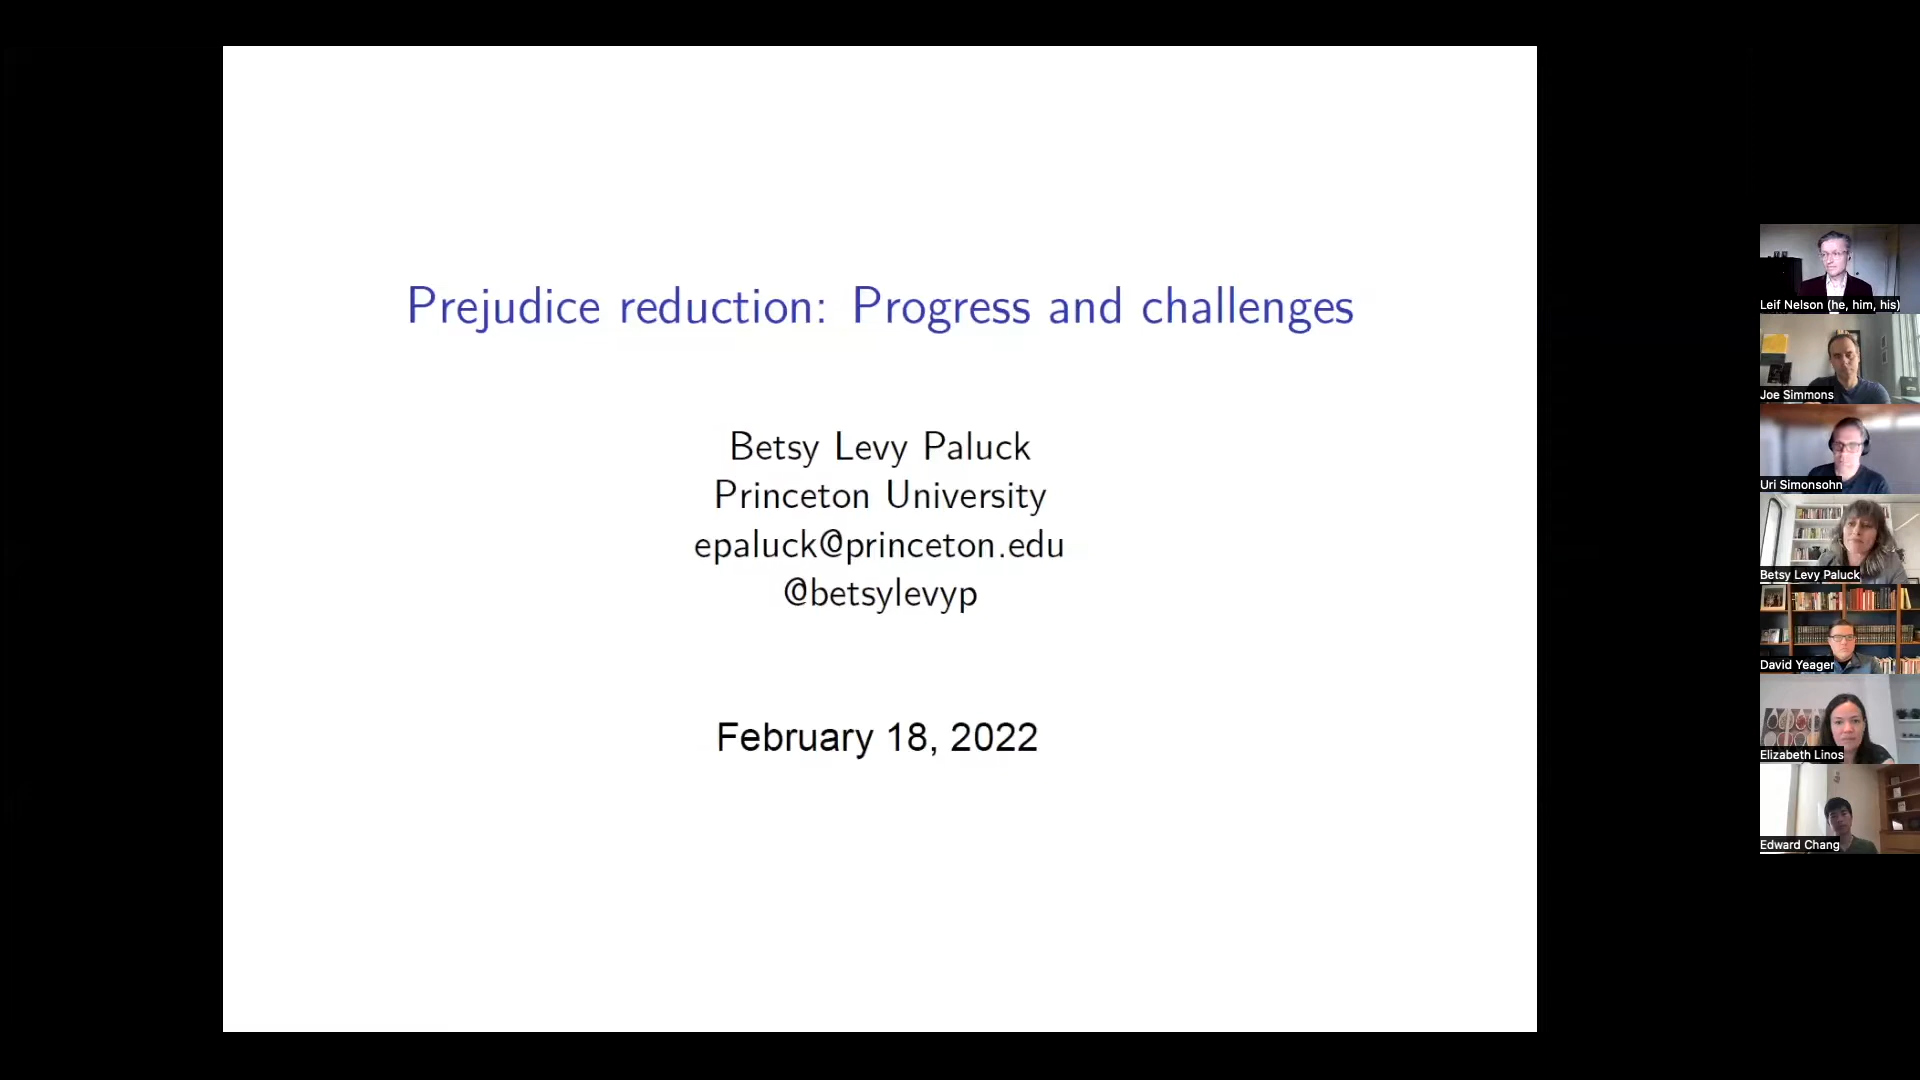 Prejudice reduction: Progress and challenges
Betsy Levy Paluck
Princeton University
epaluck@princeton.edu
@betsylevyp
February 18, 2022
Leif Nelson (he, him, his)
Joe Simmons
Uri Simonsohn
Betsy Levy Paluck
David Yeager
Elizabeth Linos
Edward Chang